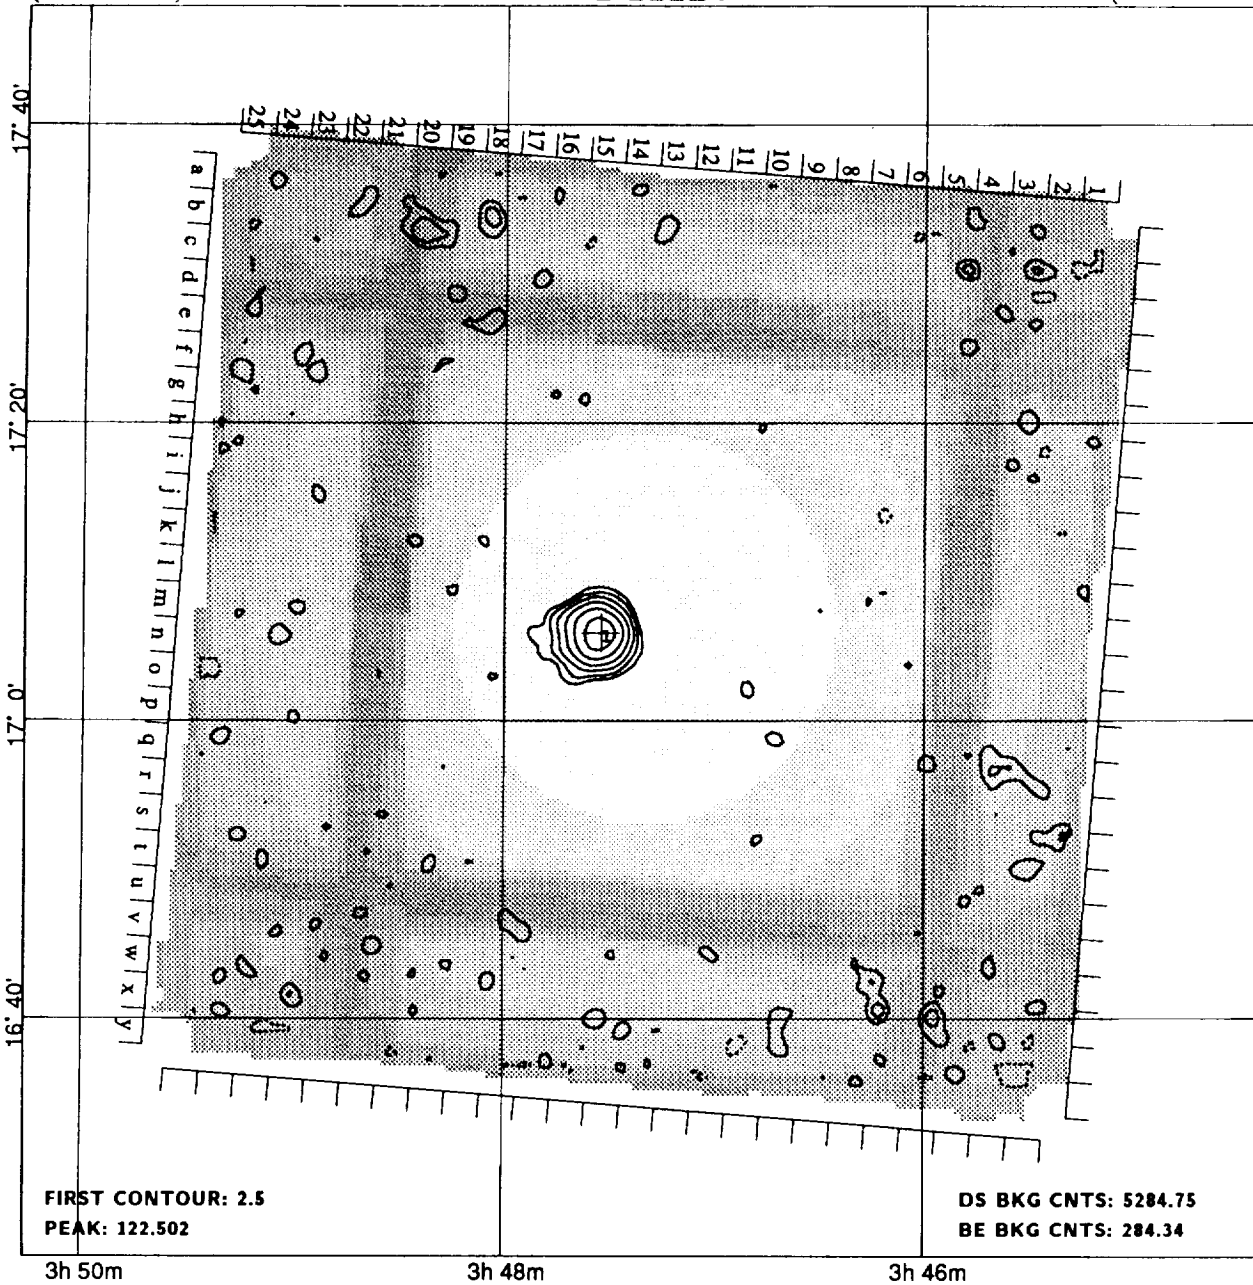 17° 40'
25 24 23 22 21 20 19 18 17 16 15 14 13 12 11 10 9 8 7 6 5 4 3 2 1
a b c d e f g h i j k l m n o p q r s t u v w x y
17° 20'
17° 0'
16° 40'
FIRST CONTOUR: 2.5
PEAK: 122.502
DS BKG CNTS: 5284.75
BE BKG CNTS: 284.34
3h 50m
3h 48m
3h 46m